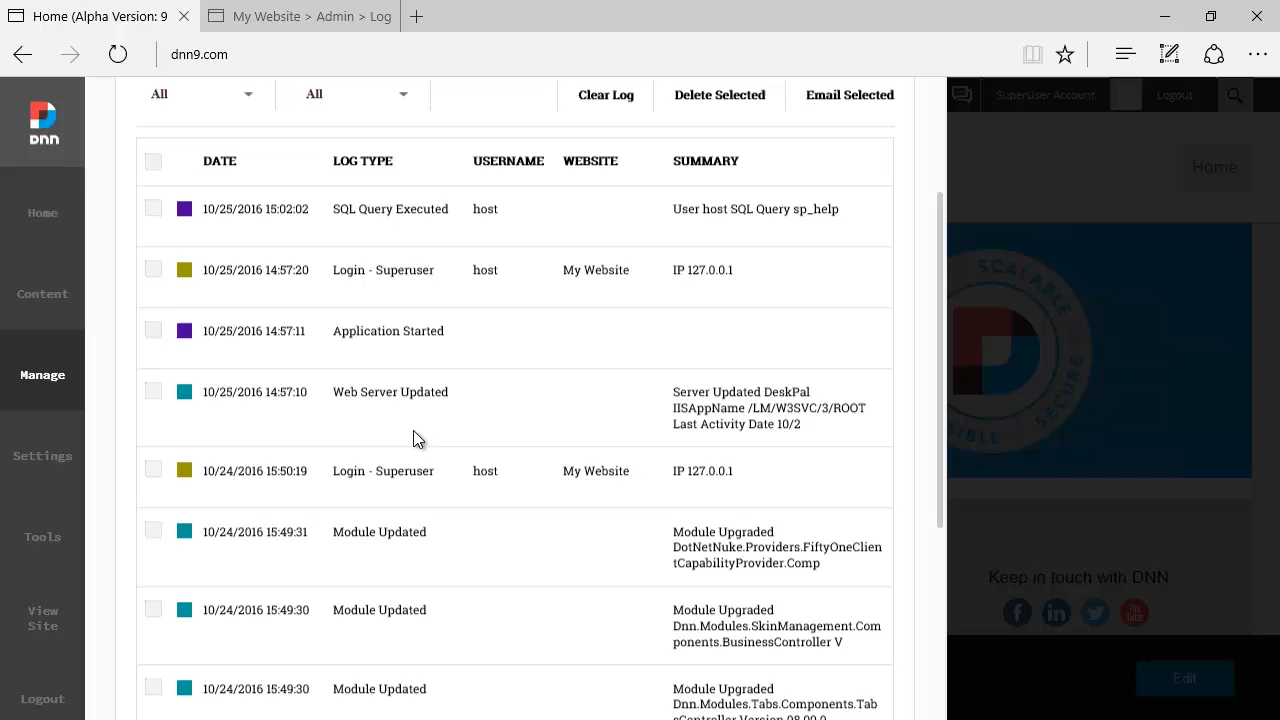 Home (Alpha Version: 9
My Website > Admin > Log
dnn9.com
DNN
Home
Content
Manage
Settings
Tools
View
Site
Logout
All
All
Clear Log
Delete Selected
Email Selected
DATE LOG TYPE USERNAME WEBSITE SUMMARY
10/25/2016 15:02:02 SQL Query Executed host User host SQL Query sp_help
10/25/2016 14:57:20 Login - Superuser host My Website IP 127.0.0.1
10/25/2016 14:57:11 Application Started
10/25/2016 14:57:10 Web Server Updated Server Updated DeskPal
IISAppName /LM/W3SVC/3/ROOT
Last Activity Date 10/2
10/24/2016 15:50:19 Login - Superuser host My Website IP 127.0.0.1
10/24/2016 15:49:31 Module Updated Module Upgraded
DotNetNuke.Providers.FiftyOneClien
tCapabilityProvider.Comp
10/24/2016 15:49:30 Module Updated Module Upgraded
Dnn.Modules.SkinManagement.Com
ponents.BusinessController V
10/24/2016 15:49:30 Module Updated Module Upgraded
Dnn.Modules.Tabs.Components.Tab
SuperUser Account
Logout
Home
SCALABLE
SECURE
Keep in touch with DNN
You
Tube
Edit